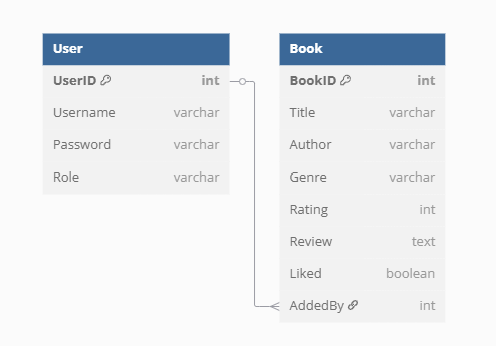 User
UserID int
Username varchar
Password varchar
Role varchar
Book
BookID int
Title varchar
Author varchar
Genre varchar
Rating int
Review text
Liked boolean
AddedBy int